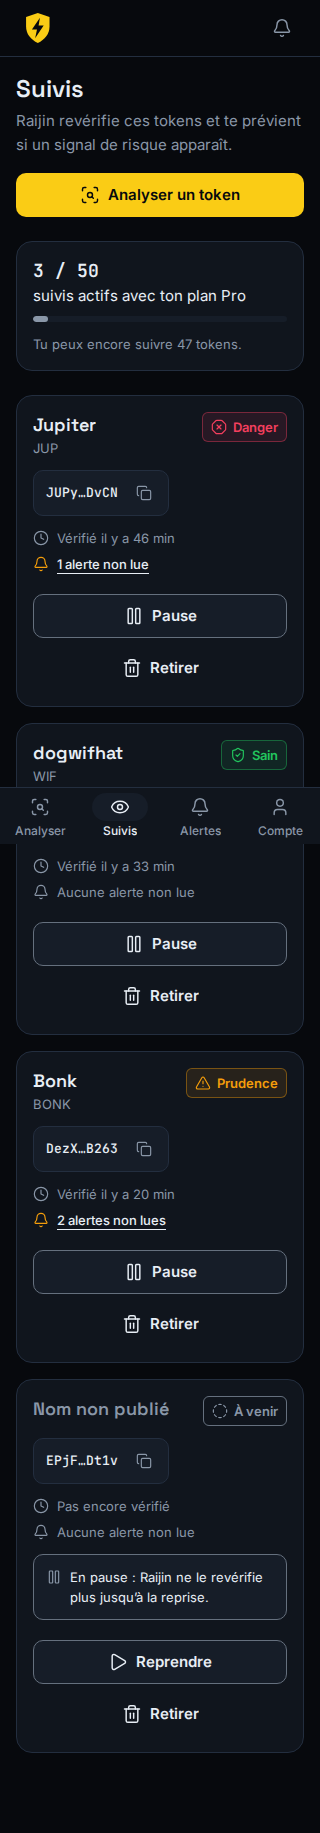 Suivis
Raijin revérifie ces tokens et te prévient
si un signal de risque apparaît.
Analyser un token
3 / 50
suivis actifs avec ton plan Pro
Tu peux encore suivre 47 tokens.
Jupiter
Danger
JUP
JUPy…DvCN
Vérifié il y a 46 min
1 alerte non lue
Pause
Retirer
dogwifhat
Sain
WIF
Analyser
Suivis
Alertes
Compte
Vérifié il y a 33 min
Aucune alerte non lue
Pause
Retirer
Bonk
Prudence
BONK
DezX…B263
Vérifié il y a 20 min
2 alertes non lues
Pause
Retirer
Nom non publié
À venir
EPjF…Dt1v
Pas encore vérifié
Aucune alerte non lue
En pause : Raijin ne le revérifie
plus jusqu'à la reprise.
Reprendre
Retirer